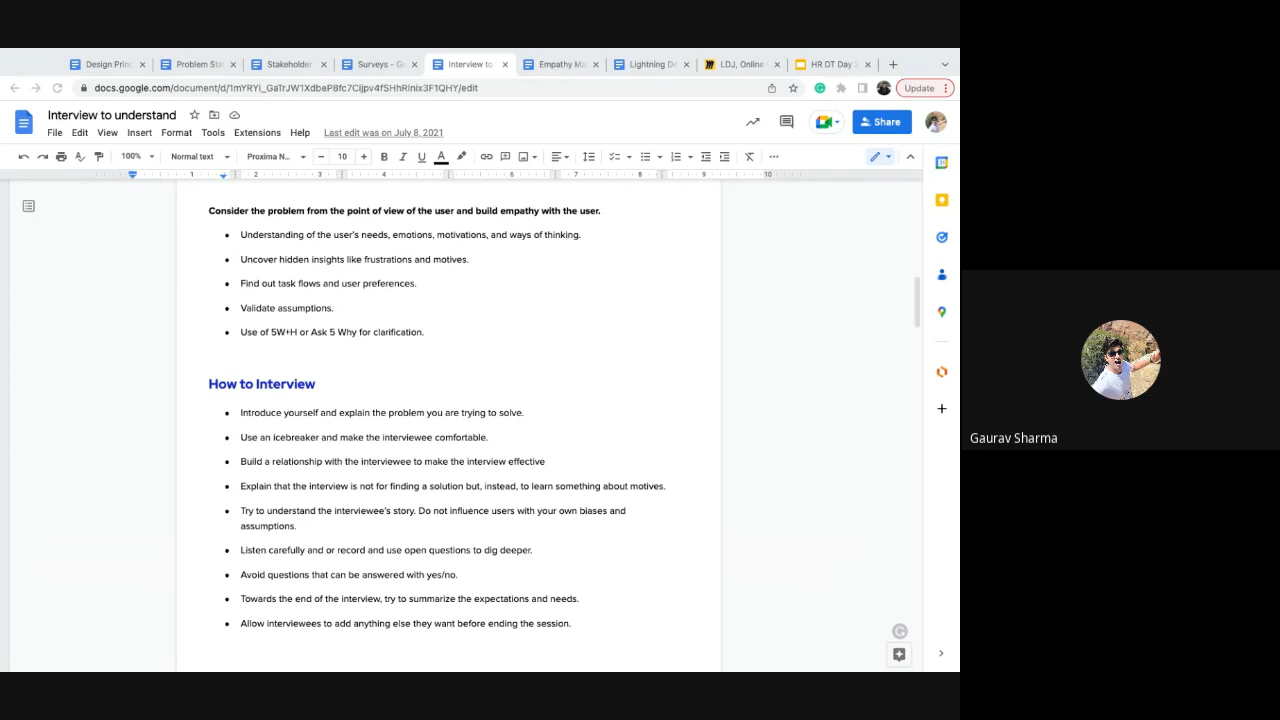 Design Prin
Problem Sta
Stakeholder
Surveys - G
Interview to
Empathy Ma
Lightning De
LDJ, Online
HR DT Day
docs.google.com/document/d/1mYRYi_GaTrJW1XdbeP8fc7Cijpv4fSHhRInix3F1QHY/edit
Update
Interview to understand
File Edit View Insert Format Tools Extensions Help Last edit was on July 8, 2021
Share
100% Normal text Proxima N... 10 B I U A
1 2 3 4 6 7 8 9 10
Consider the problem from the point of view of the user and build empathy with the user.
Understanding of the user's needs, emotions, motivations, and ways of thinking.
Uncover hidden insights like frustrations and motives.
Find out task flows and user preferences.
Validate assumptions.
Use of 5W+H or Ask 5 Why for clarification.
How to Interview
Introduce yourself and explain the problem you are trying to solve.
Use an icebreaker and make the interviewee comfortable.
Build a relationship with the interviewee to make the interview effective
Explain that the interview is not for finding a solution but, instead, to learn something about motives.
Try to understand the interviewee's story. Do not influence users with your own biases and
assumptions.
Listen carefully and or record and use open questions to dig deeper.
Avoid questions that can be answered with yes/no.
Towards the end of the interview, try to summarize the expectations and needs.
Allow interviewees to add anything else they want before ending the session.
Gaurav Sharma